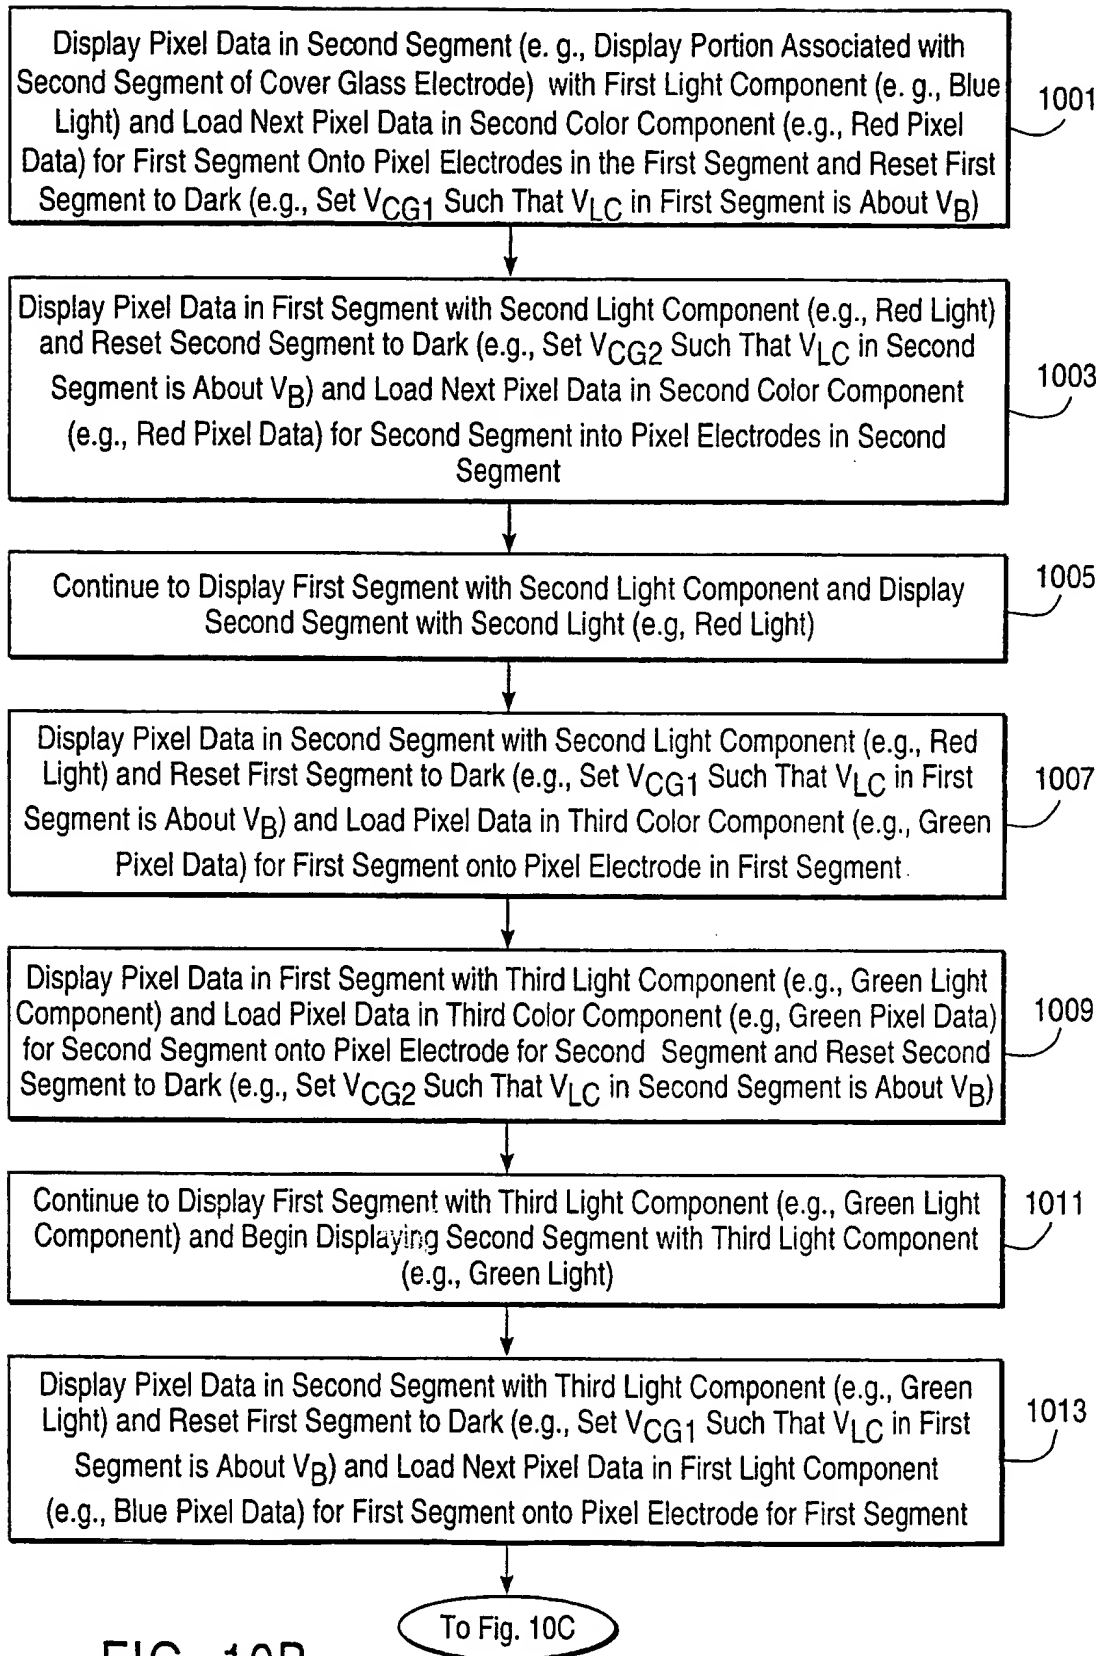 Display Pixel Data in Second Segment (e. g., Display Portion Associated with
Second Segment of Cover Glass Electrode) with First Light Component (e. g., Blue
Light) and Load Next Pixel Data in Second Color Component (e.g., Red Pixel
Data) for First Segment Onto Pixel Electrodes in the First Segment and Reset First
Segment to Dark (e.g., Set VCG1 Such That VLC in First Segment is About VB)
1001
Display Pixel Data in First Segment with Second Light Component (e.g., Red Light)
and Reset Second Segment to Dark (e.g., Set VCG2 Such That VLC in Second
Segment is About VB) and Load Next Pixel Data in Second Color Component
(e.g., Red Pixel Data) for Second Segment into Pixel Electrodes in Second
Segment
1003
Continue to Display First Segment with Second Light Component and Display
Second Segment with Second Light (e.g, Red Light)
1005
Display Pixel Data in Second Segment with Second Light Component (e.g., Red
Light) and Reset First Segment to Dark (e.g., Set VCG1 Such That VLC in First
Segment is About VB) and Load Pixel Data in Third Color Component (e.g., Green
Pixel Data) for First Segment onto Pixel Electrode in First Segment
1007
Display Pixel Data in First Segment with Third Light Component (e.g., Green Light
Component) and Load Pixel Data in Third Color Component (e.g, Green Pixel Data)
for Second Segment onto Pixel Electrode for Second Segment and Reset Second
Segment to Dark (e.g., Set VCG2 Such That VLC in Second Segment is About VB)
1009
Continue to Display First Segment with Third Light Component (e.g., Green Light
Component) and Begin Displaying Second Segment with Third Light Component
(e.g., Green Light)
1011
Display Pixel Data in Second Segment with Third Light Component (e.g., Green
Light) and Reset First Segment to Dark (e.g., Set VCG1 Such That VLC in First
Segment is About VB) and Load Next Pixel Data in First Light Component
(e.g., Blue Pixel Data) for First Segment onto Pixel Electrode for First Segment
1013
To Fig. 10C